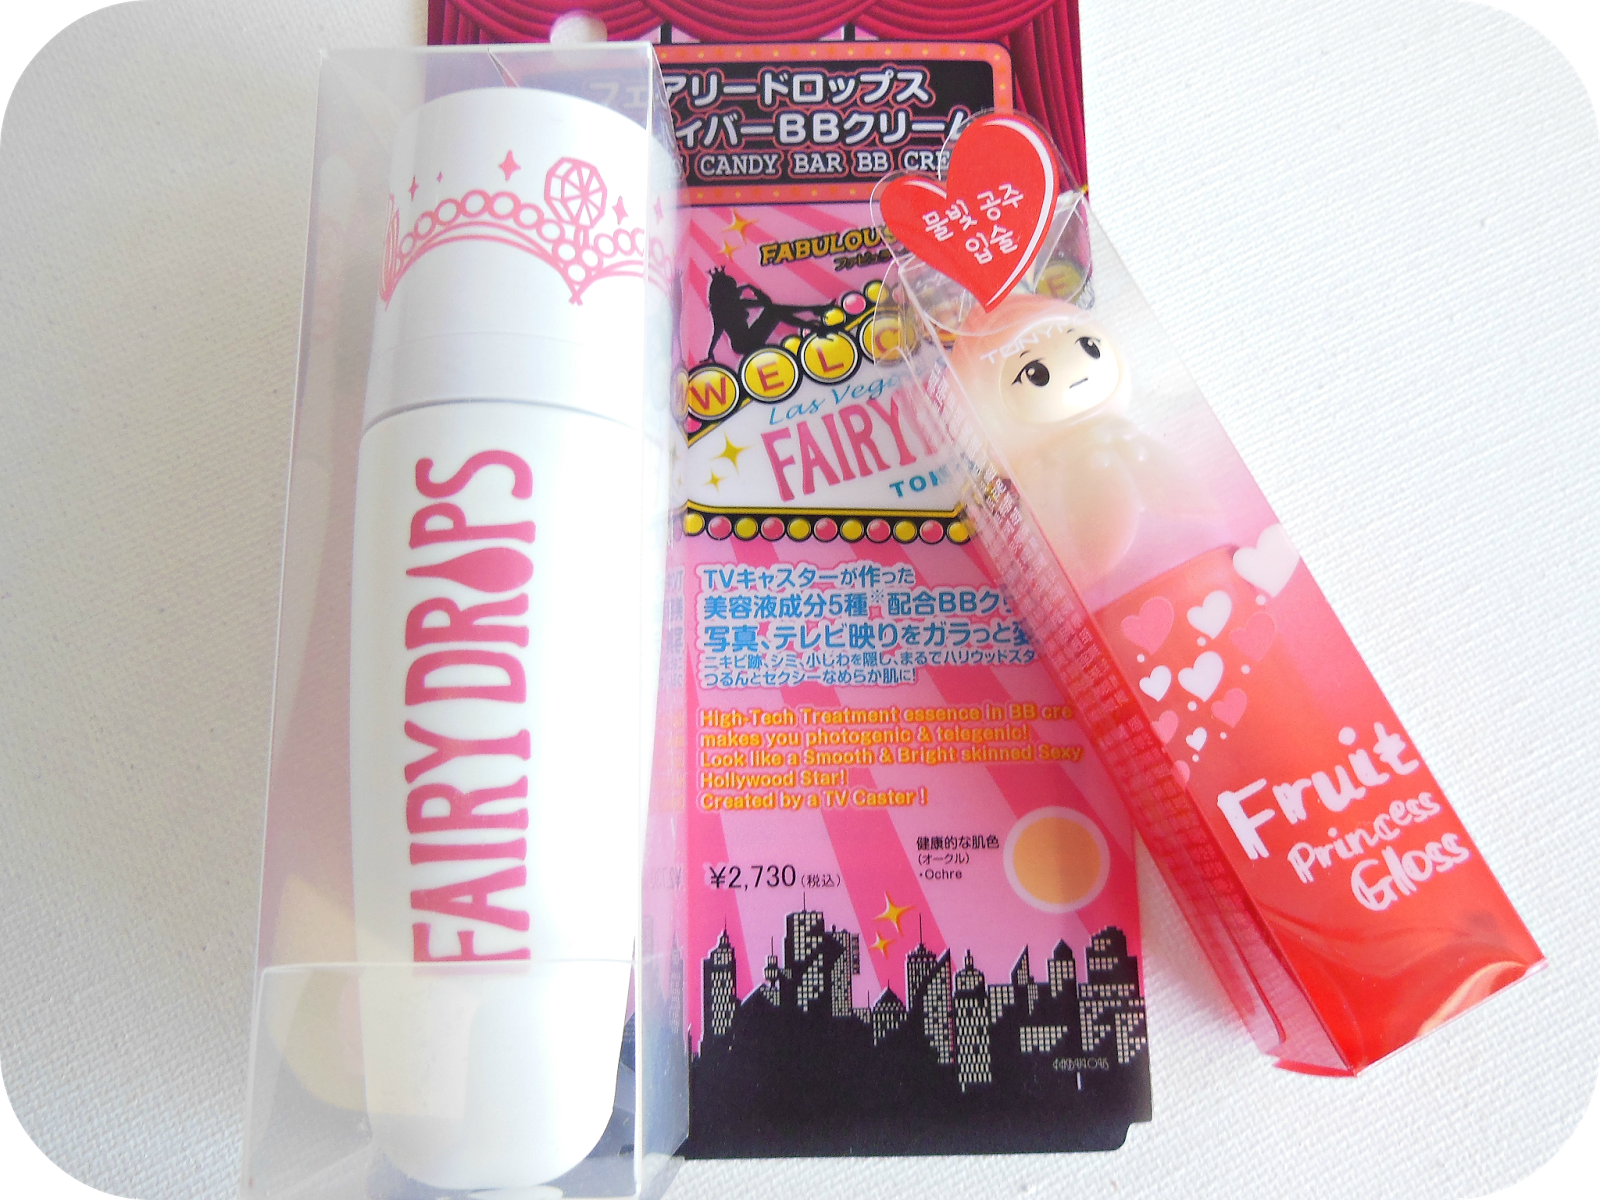 フェアリードロップス
ィバーBBクリーム
CANDY BAR BB CRE
FABULOUS
WELC
E
Las Vega
FAIRY
TOK
TVキャスターが作った
美容液成分5種※配合BBク
写真、テレビ映りをガラっと変
ニキビ跡、シミ、小じわを隠し、まるでハリウッドスタ
つるんとセクシーなめらか肌に!
High-Tech Treatment essence in BB cre
makes you photogenic & telegenic!
Look like a Smooth & Bright skinned Sexy
Hollywood Star!
Created by a TV Caster !
健康的な肌色
(オークル)
・Ochre
¥2,730(税込)
FAIRY DROPS
물빛 공주
입술
TONYM
Fruit
Princess
Gloss